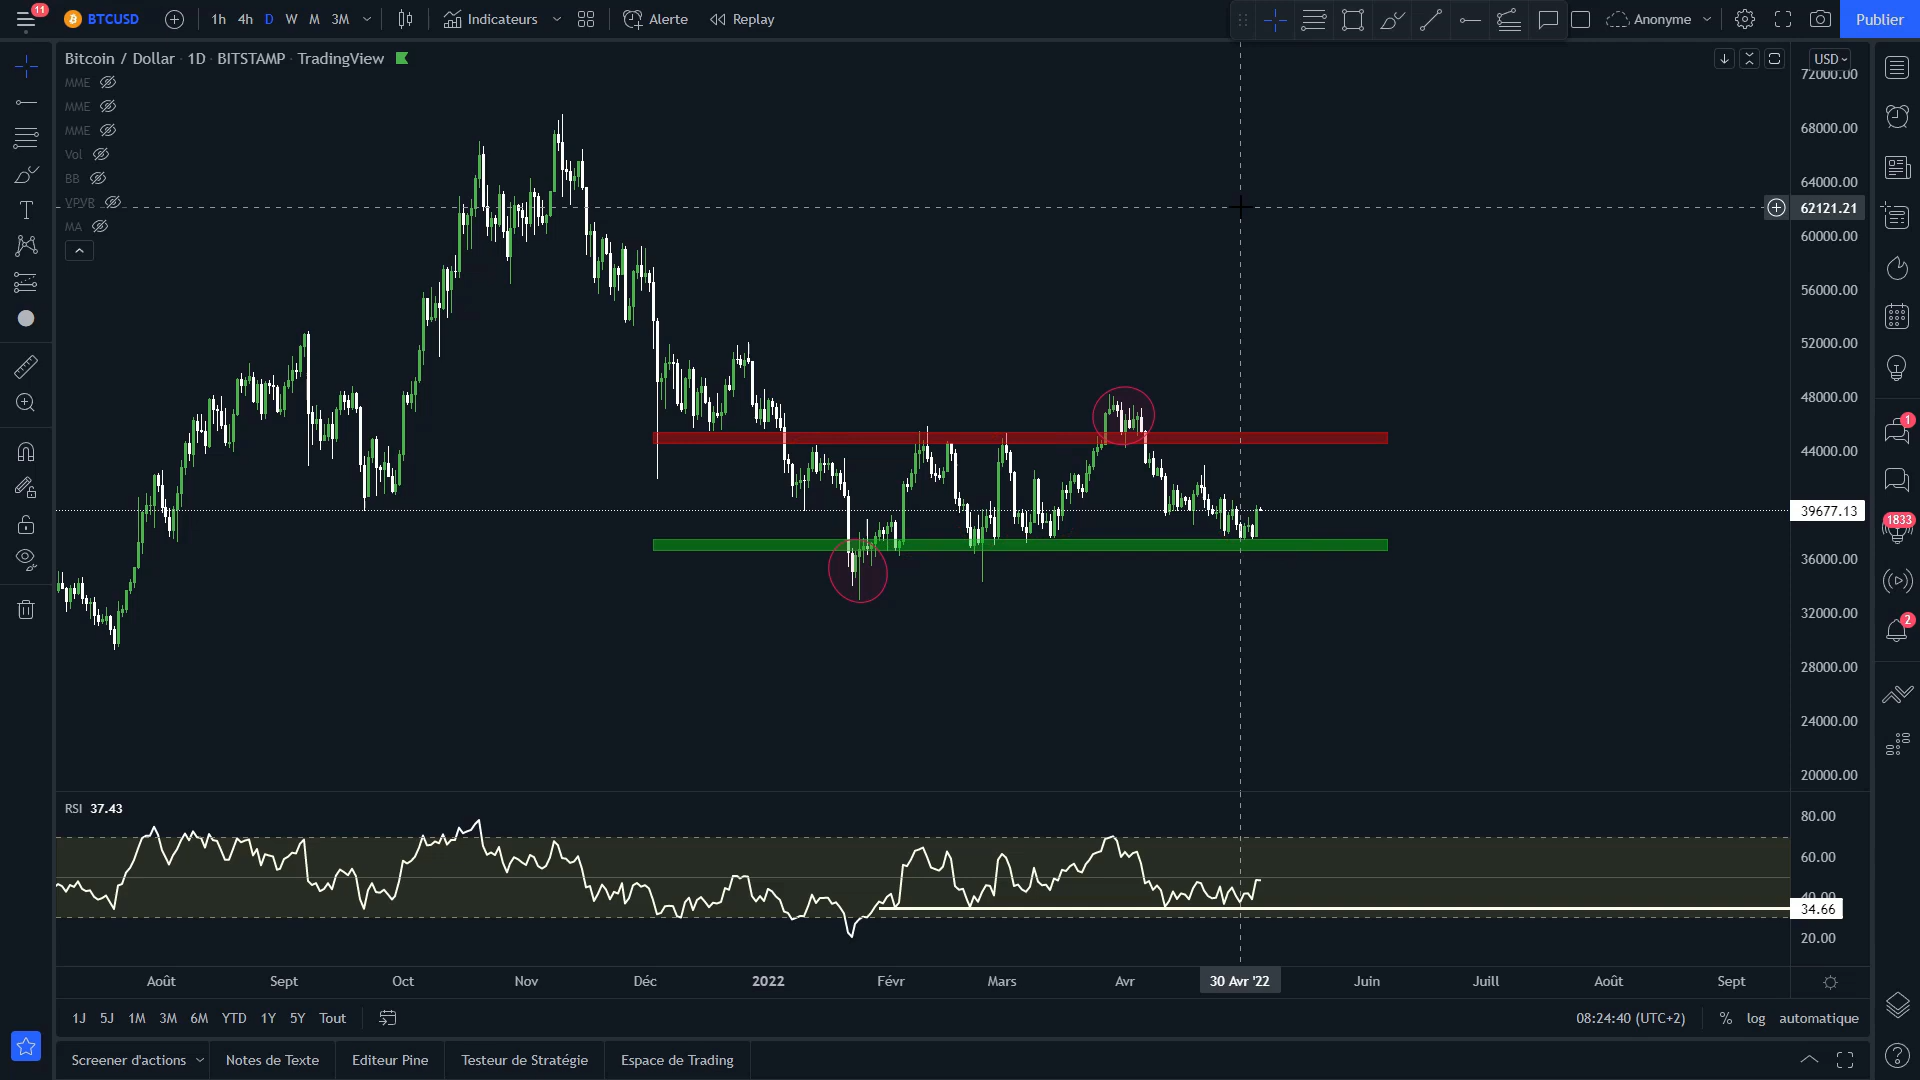 11
BTCUSD 1h 4h D W M 3M Indicateurs Alerte Replay Anonyme Publier
Bitcoin / Dollar · 1D · BITSTAMP · TradingView
USD
MME
MME
MME
Vol
BB
VPVR
MA
72000.00
68000.00
64000.00
62121.21
60000.00
56000.00
52000.00
48000.00
44000.00
39677.13
36000.00
32000.00
28000.00
24000.00
20000.00
RSI 37.43
80.00
60.00
40.00
34.66
20.00
Août Sept Oct Nov Déc 2022 Févr Mars Avr 30 Avr '22 Juin Juill Août Sept
1J 5J 1M 3M 6M YTD 1Y 5Y Tout 08:24:40 (UTC+2) % log automatique
Screener d'actions Notes de Texte Editeur Pine Testeur de Stratégie Espace de Trading
T
1
1833
2